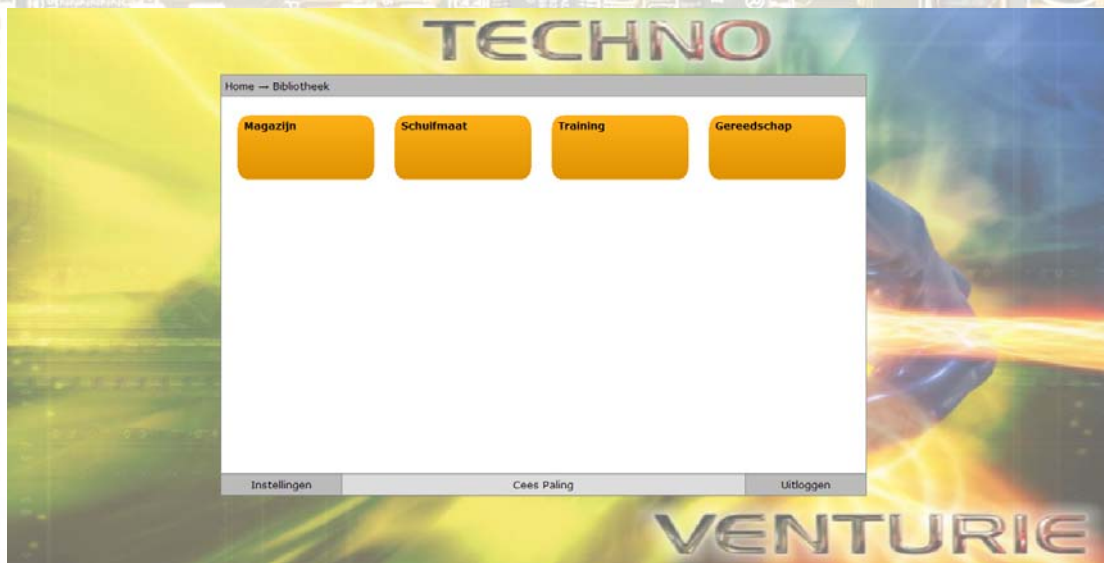 TECHNO
Home → Bibliotheek
Magazijn Schuifmaat Training Gereedschap
Instellingen Cees Paling Uitloggen
VENTURIE